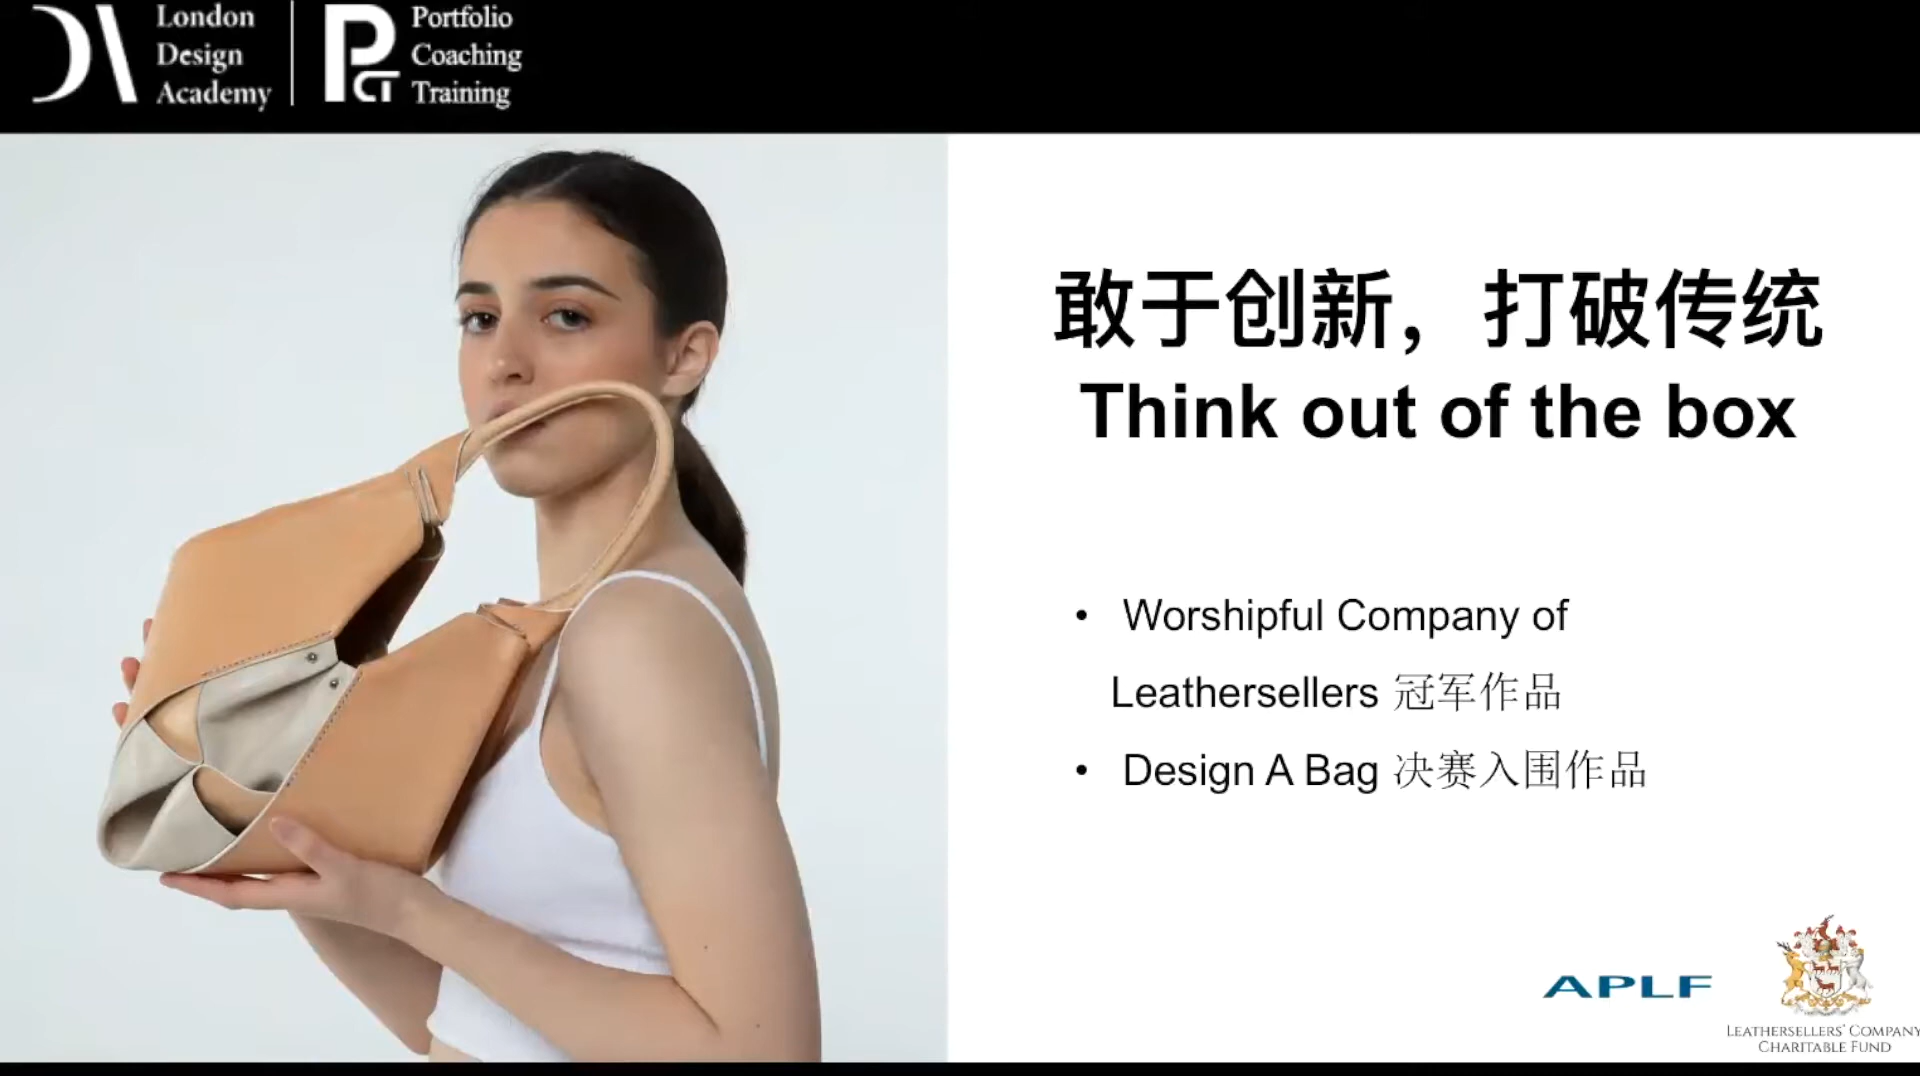 London
Design
Academy
Portfolio
Coaching
Training
敢于创新，打破传统
Think out of the box
• Worshipful Company of
Leathersellers 冠军作品
• Design A Bag 决赛入围作品
APLF
LEATHERSELLERS' COMPANY
CHARITABLE FUND